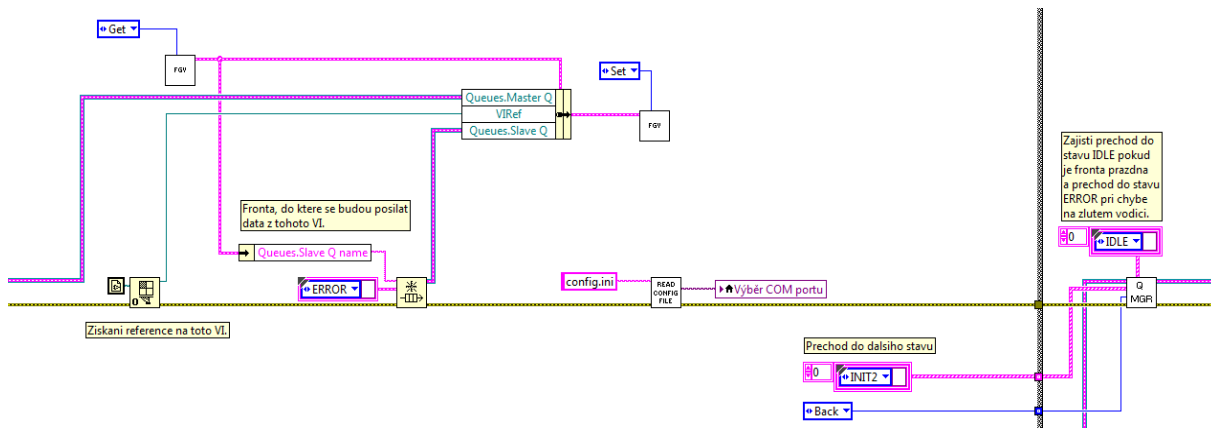 Get
FGV
Set
Queues.Master Q
VIRef
Queues.Slave Q
FGV
Zajisti prechod do
stavu IDLE pokud
je fronta prazdna
a prechod do stavu
ERROR pri chybe
na zlutem vodici.
Fronta, do ktere se budou posilat
data z tohoto VI.
0
IDLE
Queues.Slave Q name
ERROR
config.ini
READ
CONFIG
FILE
Výběr COM portu
Q
MGR
0
Ziskani reference na toto VI.
Prechod do dalsiho stavu
0
INIT2
Back